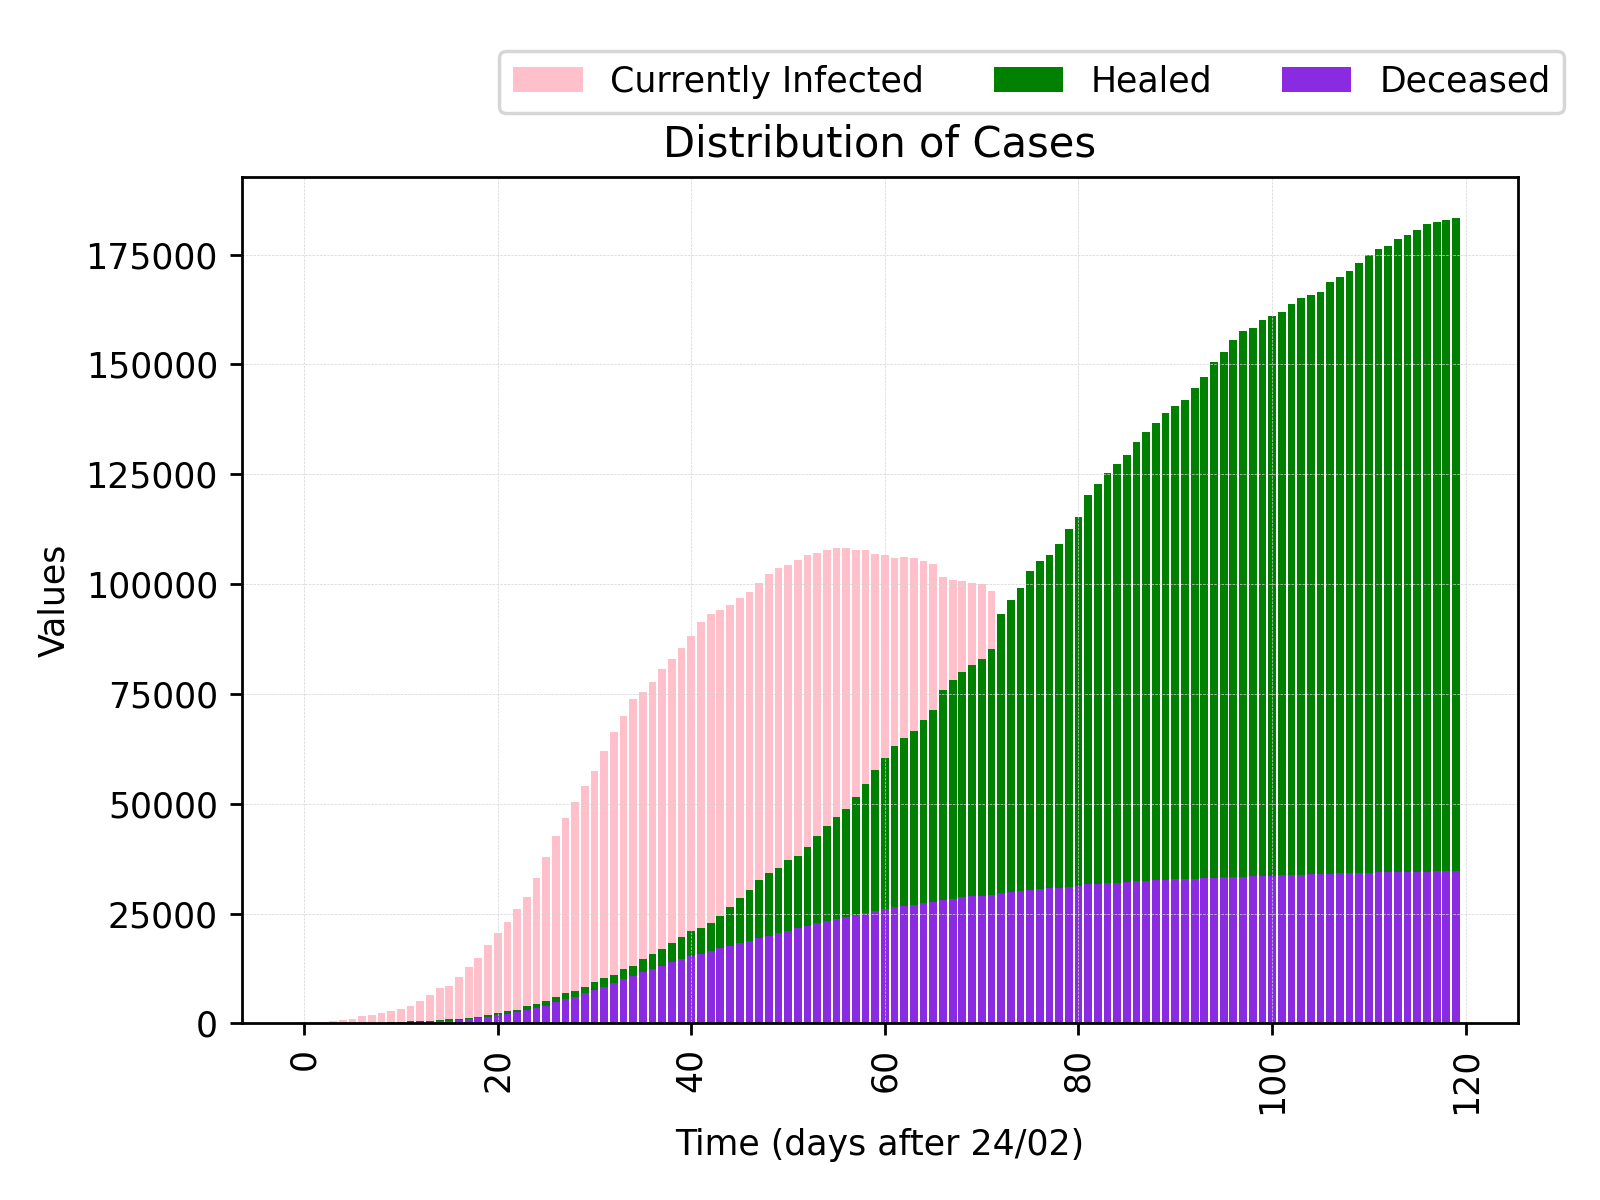 Currently Infected Healed Deceased
Distribution of Cases
175000
150000
125000
100000
75000
50000
25000
0
Values
0 20 40 60 80 100 120
Time (days after 24/02)